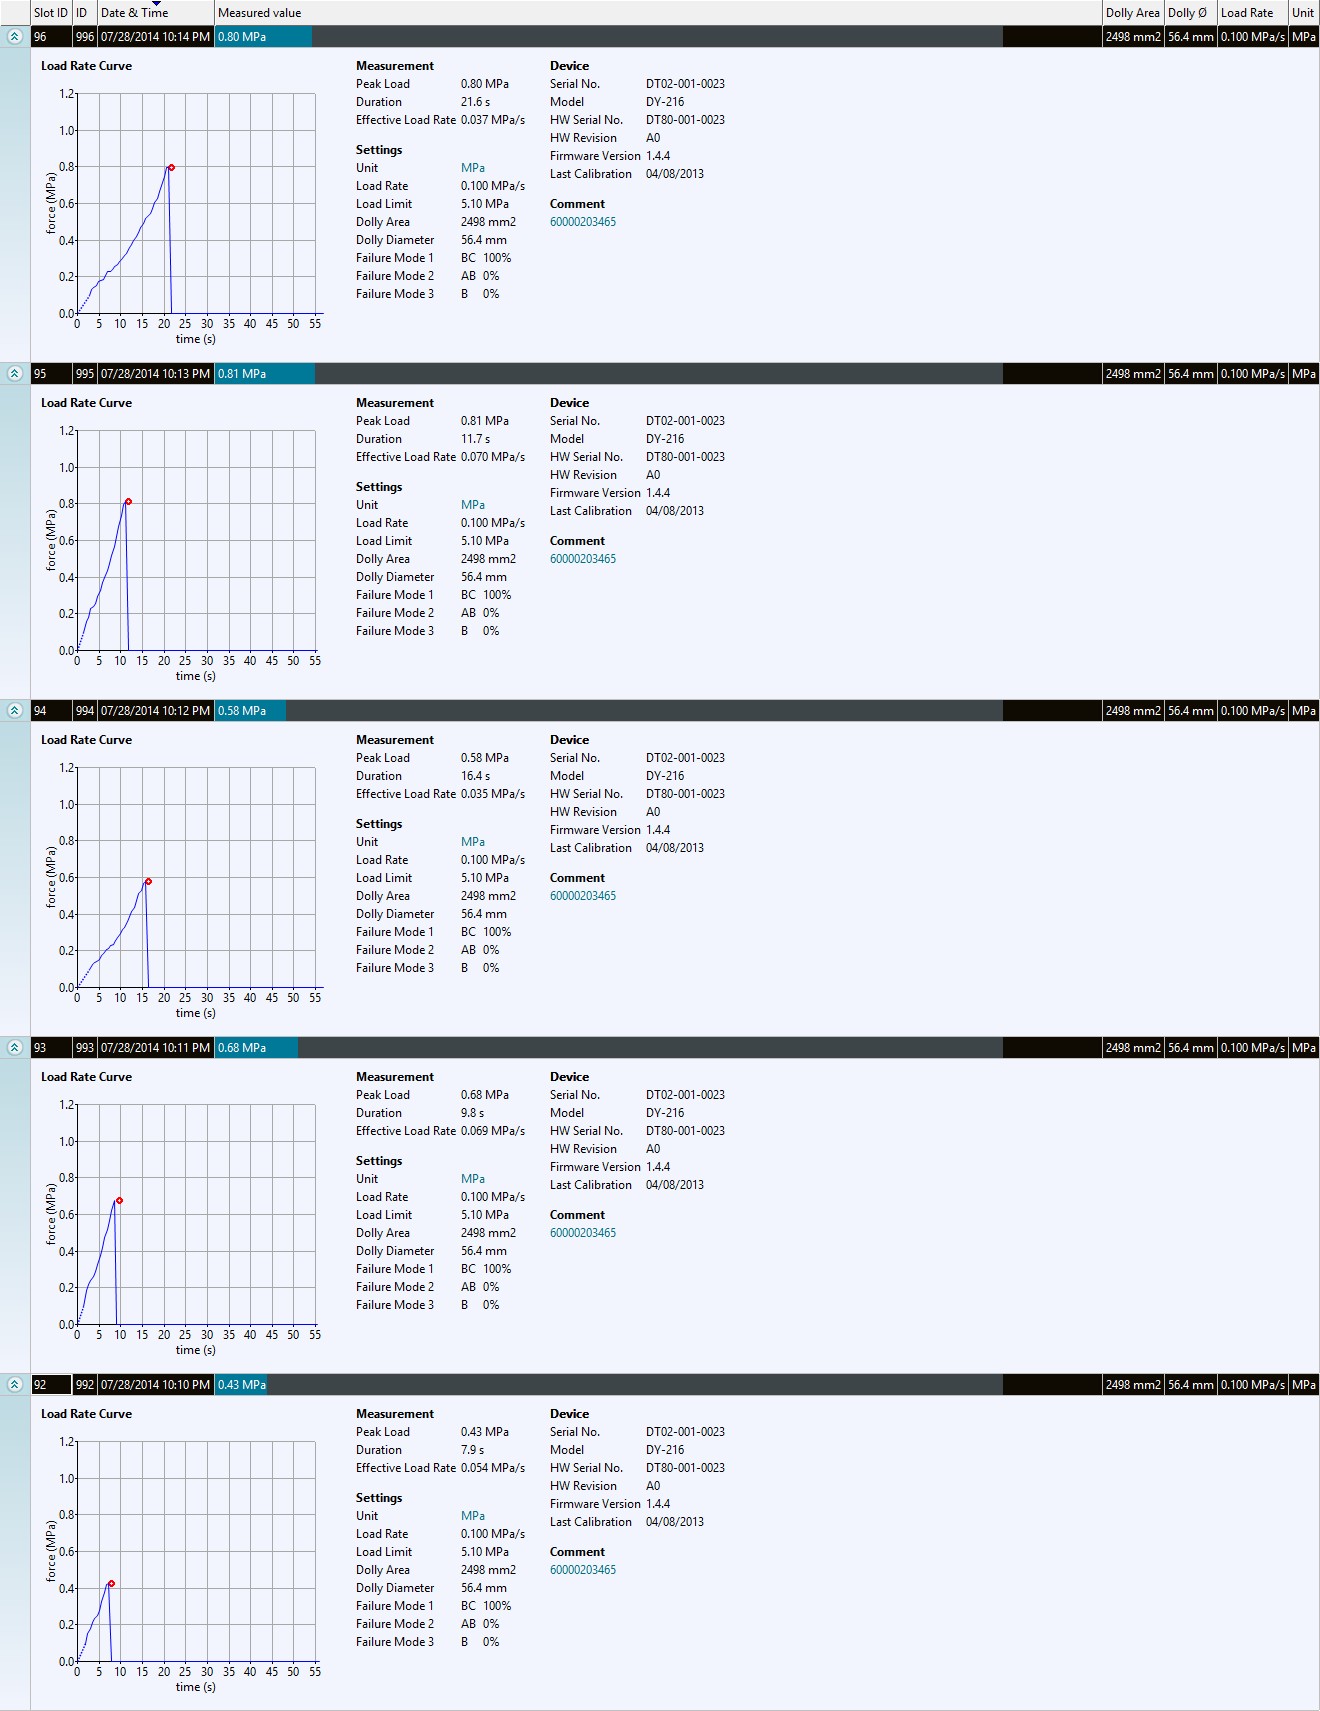 Slot ID ID Date & Time Measured value Dolly Area Dolly Ø Load Rate Unit
96 996 07/28/2014 10:14 PM 0.80 MPa 2498 mm2 56.4 mm 0.100 MPa/s MPa
Load Rate Curve
1.2
1.0
0.8
0.6
0.4
0.2
0.0
force (MPa)
0 5 10 15 20 25 30 35 40 45 50 55
time (s)
Measurement
Peak Load 0.80 MPa
Duration 21.6 s
Effective Load Rate 0.037 MPa/s
Settings
Unit MPa
Load Rate 0.100 MPa/s
Load Limit 5.10 MPa
Dolly Area 2498 mm2
Dolly Diameter 56.4 mm
Failure Mode 1 BC 100%
Failure Mode 2 AB 0%
Failure Mode 3 B 0%
Device
Serial No. DT02-001-0023
Model DY-216
HW Serial No. DT80-001-0023
HW Revision A0
Firmware Version 1.4.4
Last Calibration 04/08/2013
Comment
60000203465
95 995 07/28/2014 10:13 PM 0.81 MPa 2498 mm2 56.4 mm 0.100 MPa/s MPa
Load Rate Curve
1.2
1.0
0.8
0.6
0.4
0.2
0.0
force (MPa)
0 5 10 15 20 25 30 35 40 45 50 55
time (s)
Measurement
Peak Load 0.81 MPa
Duration 11.7 s
Effective Load Rate 0.070 MPa/s
Settings
Unit MPa
Load Rate 0.100 MPa/s
Load Limit 5.10 MPa
Dolly Area 2498 mm2
Dolly Diameter 56.4 mm
Failure Mode 1 BC 100%
Failure Mode 2 AB 0%
Failure Mode 3 B 0%
Device
Serial No. DT02-001-0023
Model DY-216
HW Serial No. DT80-001-0023
HW Revision A0
Firmware Version 1.4.4
Last Calibration 04/08/2013
Comment
60000203465
94 994 07/28/2014 10:12 PM 0.58 MPa 2498 mm2 56.4 mm 0.100 MPa/s MPa
Load Rate Curve
1.2
1.0
0.8
0.6
0.4
0.2
0.0
force (MPa)
0 5 10 15 20 25 30 35 40 45 50 55
time (s)
Measurement
Peak Load 0.58 MPa
Duration 16.4 s
Effective Load Rate 0.035 MPa/s
Settings
Unit MPa
Load Rate 0.100 MPa/s
Load Limit 5.10 MPa
Dolly Area 2498 mm2
Dolly Diameter 56.4 mm
Failure Mode 1 BC 100%
Failure Mode 2 AB 0%
Failure Mode 3 B 0%
Device
Serial No. DT02-001-0023
Model DY-216
HW Serial No. DT80-001-0023
HW Revision A0
Firmware Version 1.4.4
Last Calibration 04/08/2013
Comment
60000203465
93 993 07/28/2014 10:11 PM 0.68 MPa 2498 mm2 56.4 mm 0.100 MPa/s MPa
Load Rate Curve
1.2
1.0
0.8
0.6
0.4
0.2
0.0
force (MPa)
0 5 10 15 20 25 30 35 40 45 50 55
time (s)
Measurement
Peak Load 0.68 MPa
Duration 9.8 s
Effective Load Rate 0.069 MPa/s
Settings
Unit MPa
Load Rate 0.100 MPa/s
Load Limit 5.10 MPa
Dolly Area 2498 mm2
Dolly Diameter 56.4 mm
Failure Mode 1 BC 100%
Failure Mode 2 AB 0%
Failure Mode 3 B 0%
Device
Serial No. DT02-001-0023
Model DY-216
HW Serial No. DT80-001-0023
HW Revision A0
Firmware Version 1.4.4
Last Calibration 04/08/2013
Comment
60000203465
92 992 07/28/2014 10:10 PM 0.43 MPa 2498 mm2 56.4 mm 0.100 MPa/s MPa
Load Rate Curve
1.2
1.0
0.8
0.6
0.4
0.2
0.0
force (MPa)
0 5 10 15 20 25 30 35 40 45 50 55
time (s)
Measurement
Peak Load 0.43 MPa
Duration 7.9 s
Effective Load Rate 0.054 MPa/s
Settings
Unit MPa
Load Rate 0.100 MPa/s
Load Limit 5.10 MPa
Dolly Area 2498 mm2
Dolly Diameter 56.4 mm
Failure Mode 1 BC 100%
Failure Mode 2 AB 0%
Failure Mode 3 B 0%
Device
Serial No. DT02-001-0023
Model DY-216
HW Serial No. DT80-001-0023
HW Revision A0
Firmware Version 1.4.4
Last Calibration 04/08/2013
Comment
60000203465